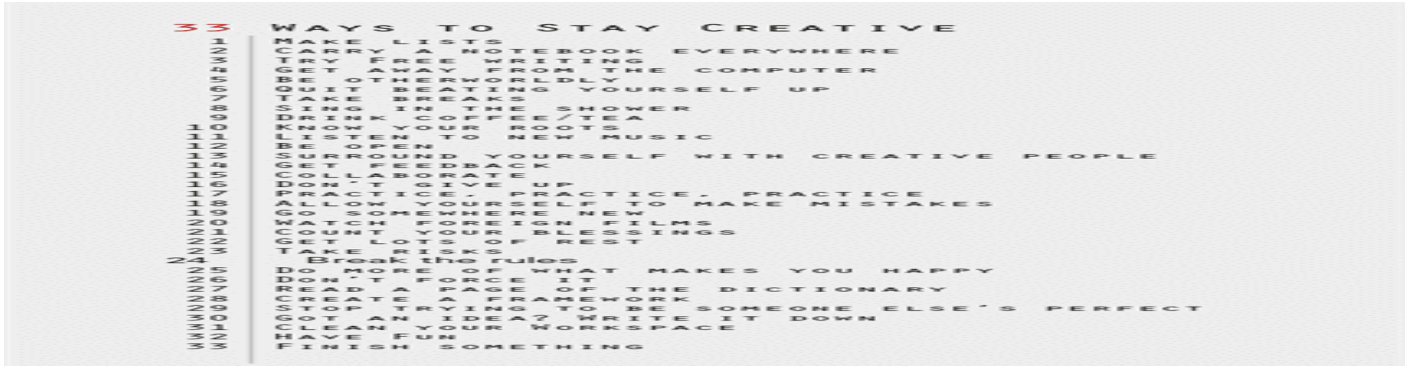 33 Ways to Stay Creative
1 Make lists
2 Carry a notebook everywhere
3 Try free writing
4 Get away from the computer
5 Be otherworldly
6 Quit beating yourself up
7 Take breaks
8 Sing in the shower
9 Drink coffee/tea
10 Know your roots
11 Listen to new music
12 Be open
13 Surround yourself with creative people
14 Get feedback
15 Collaborate
16 Don't give up
17 Practice, practice, practice
18 Allow yourself to make mistakes
19 Go somewhere new
20 Watch foreign films
21 Count your blessings
22 Get lots of rest
23 Take risks
24 Break the rules
25 Do more of what makes you happy
26 Don't force it
27 Read a page of the dictionary
28 Create a framework
29 Stop trying to be someone else's perfect
30 Got an idea? Write it down
31 Clean your workspace
32 Have fun
33 Finish something